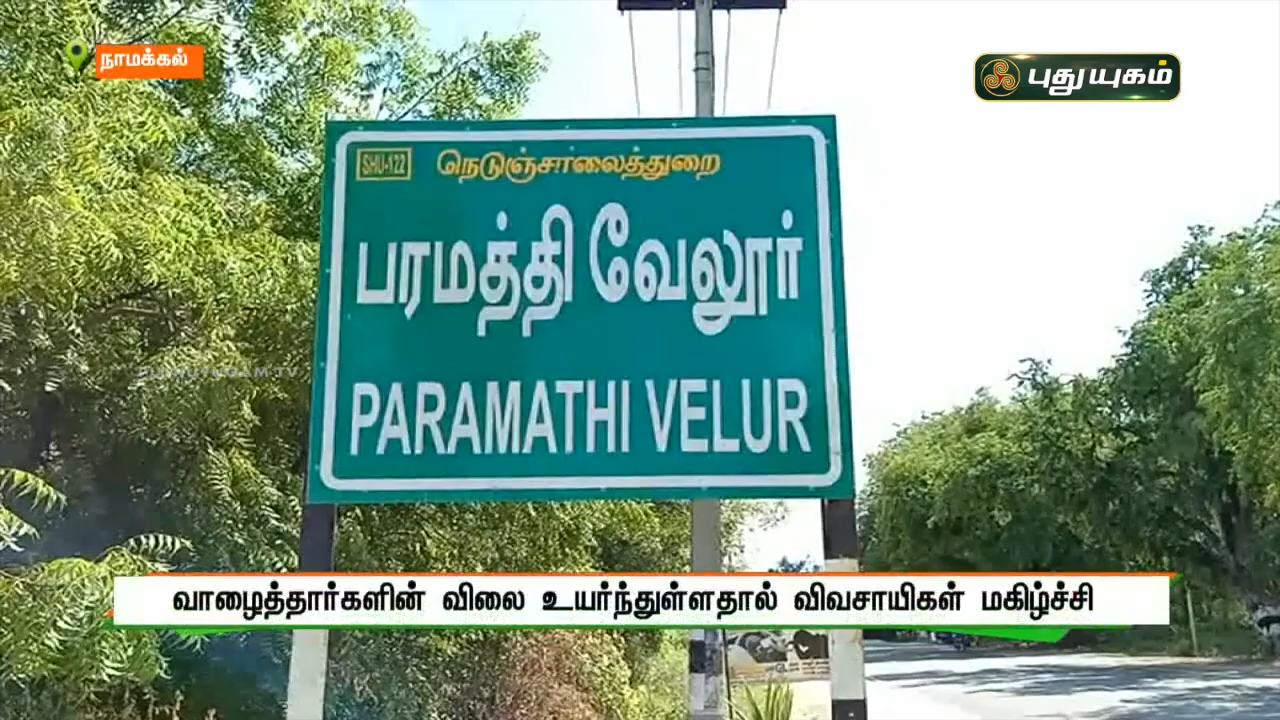 நாமக்கல்
புதுயுகம்
SHU-122 நெடுஞ்சாலைத்துறை
பரமத்தி வேலூர்
PARAMATHI VELUR
வாழைத்தார்களின் விலை உயர்ந்துள்ளதால் விவசாயிகள் மகிழ்ச்சி